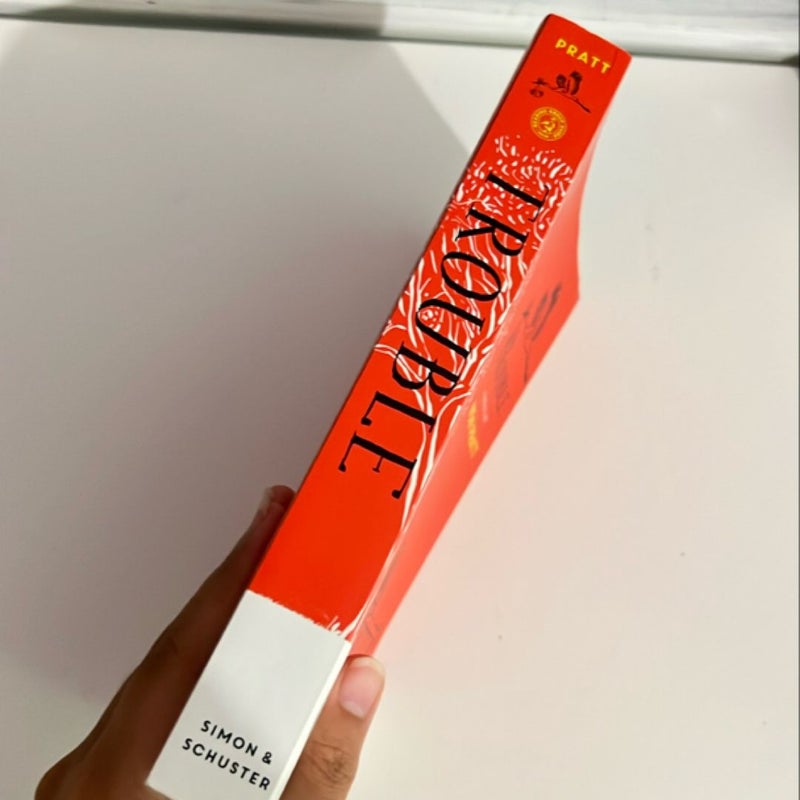 PRATT
TROUBLE
SIMON &
SCHUSTER